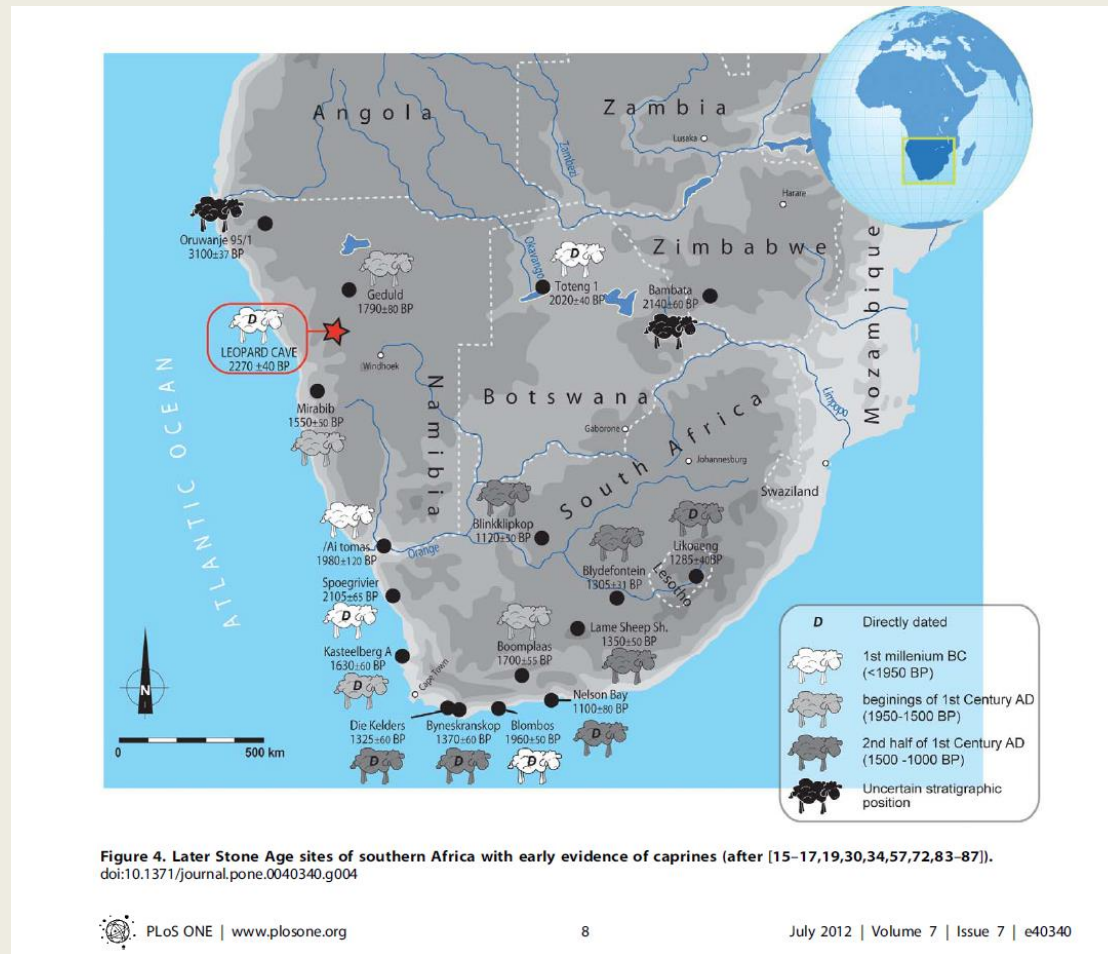 Angola
Zambia
Lusaka
Zambezi
Harare
Zimbabwe
Mozambique
Oruwanje 95/1
3100±37 BP
Geduld
1790±80 BP
Okavango
D
Toteng 1
2020±40 BP
Bambata
2140±60 BP
D
LEOPARD CAVE
2270 ±40 BP
Windhoek
Namibia
Botswana
Gaborone
Limpopo
Mirabib
1550±50 BP
South Africa
Johannesburg
Swaziland
ATLANTIC OCEAN
/Ai tomas
1980±120 BP
Orange
Blinkklipkop
1120±30 BP
D
Likoaeng
1285±40BP
Lesotho
Blydefontein
1305±31 BP
Spoegrivier
2105±65 BP
D
Lame Sheep Sh.
1350±50 BP
Boomplaas
1700±55 BP
Kasteelberg A
1630±60 BP
D
Cape Town
Nelson Bay
1100±80 BP
D
Die Kelders
1325±60 BP
D
Byneskranskop
1370±60 BP
D
Blombos
1960±50 BP
D
N
0 500 km
D Directly dated
1st millenium BC
(<1950 BP)
beginings of 1st Century AD
(1950-1500 BP)
2nd half of 1st Century AD
(1500 -1000 BP)
Uncertain stratigraphic
position
Figure 4. Later Stone Age sites of southern Africa with early evidence of caprines (after [15–17,19,30,34,57,72,83–87]).
doi:10.1371/journal.pone.0040340.g004
PLoS ONE | www.plosone.org 8 July 2012 | Volume 7 | Issue 7 | e40340